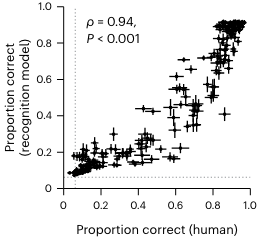 1.0
0.8
0.6
0.4
0.2
0
Proportion correct
(recognition model)
ρ = 0.94,
P < 0.001
0 0.2 0.4 0.6 0.8 1.0
Proportion correct (human)